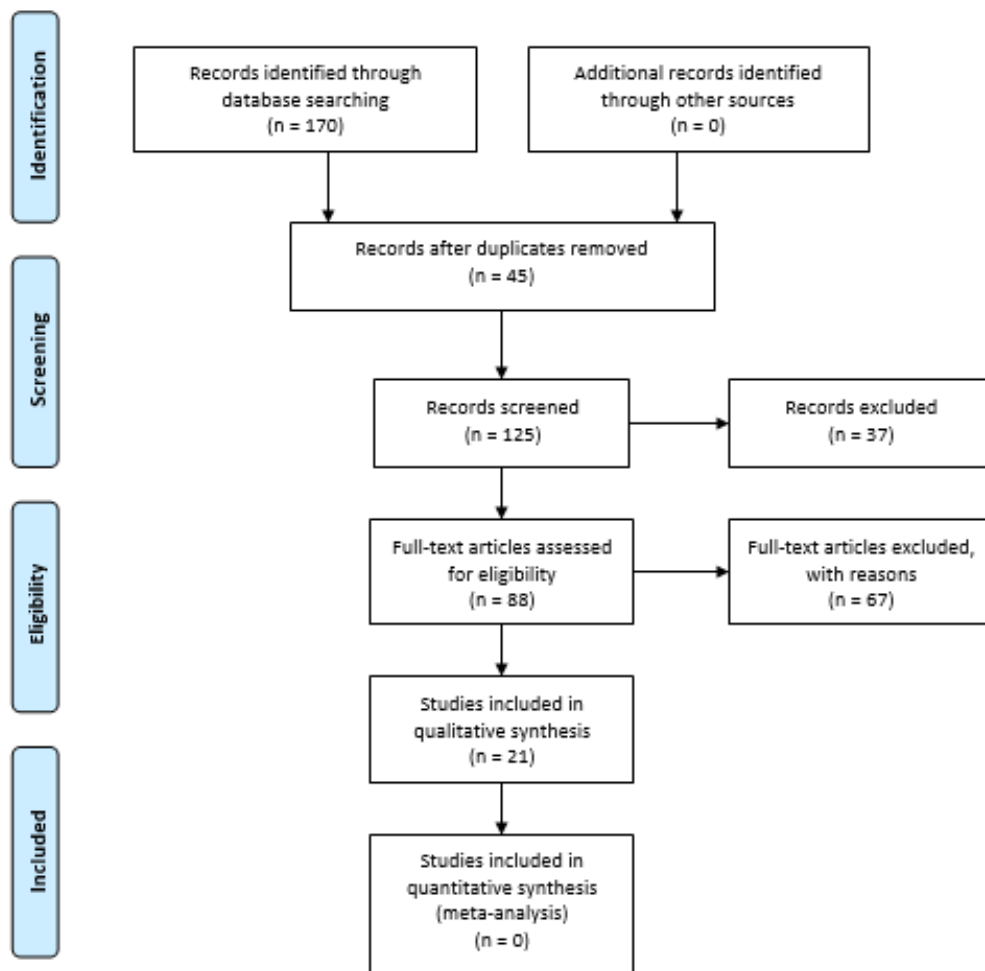 Identification
Records identified through
database searching
(n = 170)
Additional records identified
through other sources
(n = 0)
Records after duplicates removed
(n = 45)
Screening
Records screened
(n = 125)
Records excluded
(n = 37)
Eligibility
Full-text articles assessed
for eligibility
(n = 88)
Full-text articles excluded,
with reasons
(n = 67)
Studies included in
qualitative synthesis
(n = 21)
Included
Studies included in
quantitative synthesis
(meta-analysis)
(n = 0)